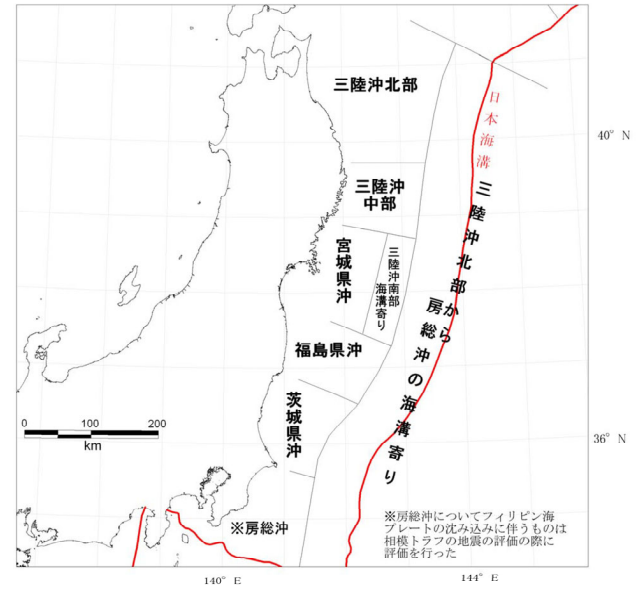 三陸沖北部
日本海溝
40° N
三陸沖
中部
三陸沖北部から
房総沖の海溝寄り
宮城県沖
三陸沖南部
海溝寄り
福島県沖
茨城県沖
0 100 200
km
36° N
※房総沖
※房総沖についてフィリピン海
プレートの沈み込みに伴うものは
相模トラフの地震の評価の際に
評価を行った
140° E
144° E